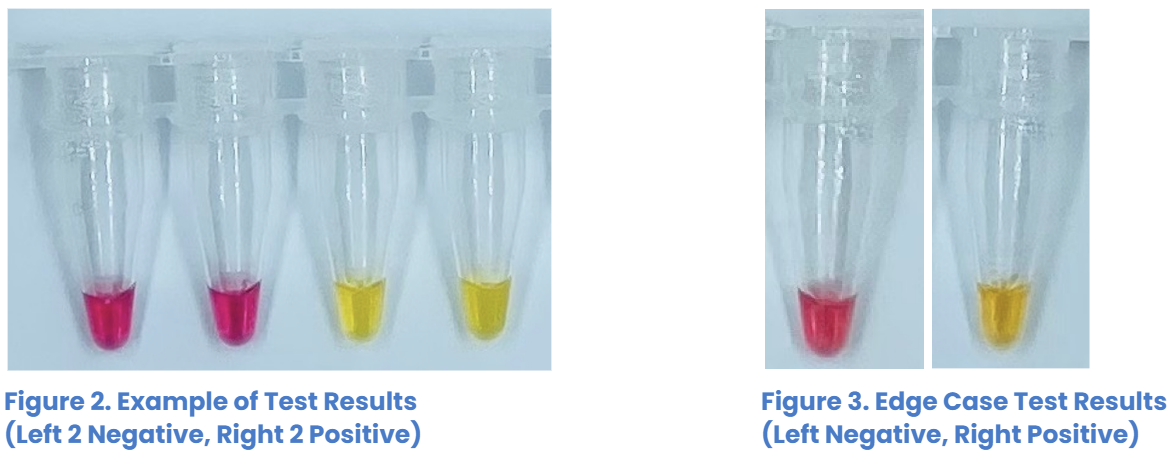 Figure 2. Example of Test Results
(Left 2 Negative, Right 2 Positive)
Figure 3. Edge Case Test Results
(Left Negative, Right Positive)